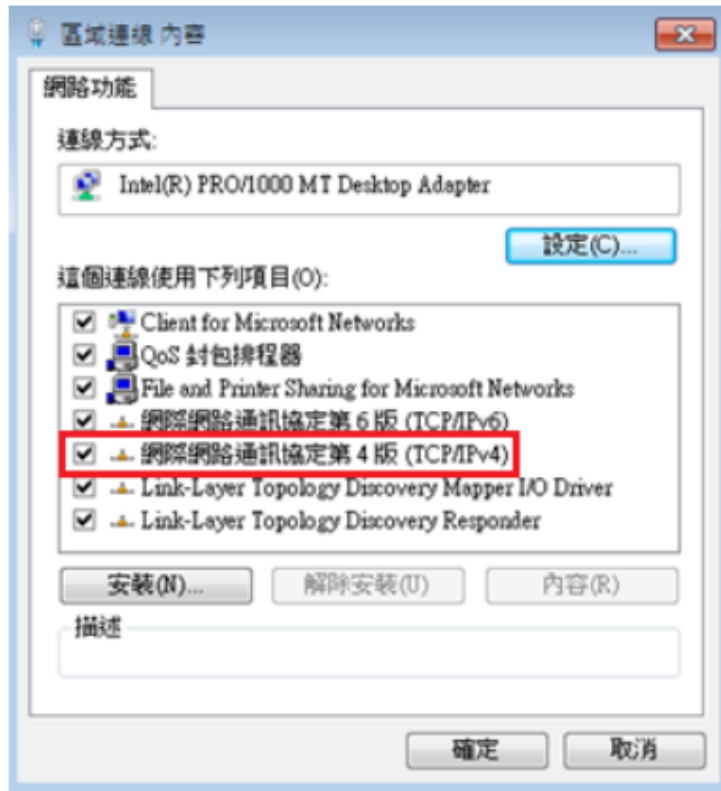 區域連線 內容
網路功能
連線方式:
Intel(R) PRO/1000 MT Desktop Adapter
設定(C)...
這個連線使用下列項目(O):
Client for Microsoft Networks
QoS 封包排程器
File and Printer Sharing for Microsoft Networks
網際網路通訊協定第 6 版 (TCP/IPv6)
網際網路通訊協定第 4 版 (TCP/IPv4)
Link-Layer Topology Discovery Mapper I/O Driver
Link-Layer Topology Discovery Responder
安裝(N)... 解除安裝(U) 內容(R)
描述
確定 取消